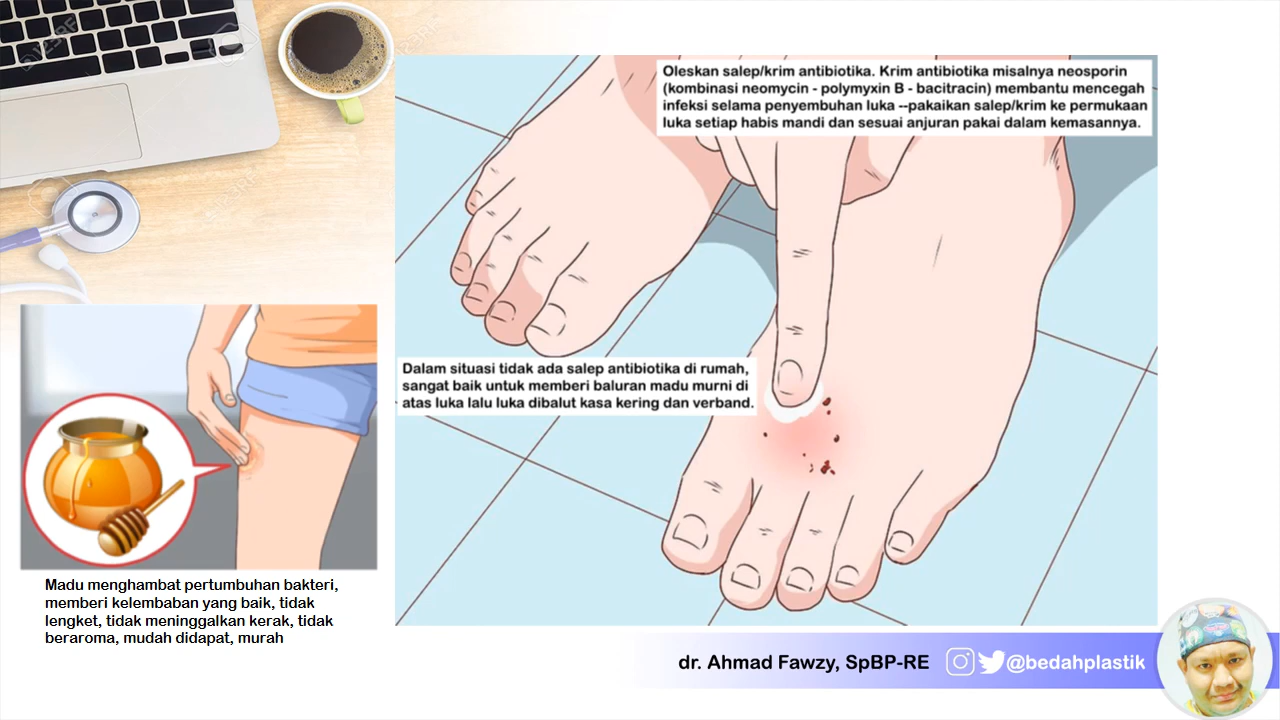 Oleskan salep/krim antibiotika. Krim antibiotika misalnya neosporin
(kombinasi neomycin - polymyxin B - bacitracin) membantu mencegah
infeksi selama penyembuhan luka --pakaikan salep/krim ke permukaan
luka setiap habis mandi dan sesuai anjuran pakai dalam kemasannya.
Dalam situasi tidak ada salep antibiotika di rumah,
sangat baik untuk memberi baluran madu murni di
atas luka lalu luka dibalut kasa kering dan verband.
Madu menghambat pertumbuhan bakteri,
memberi kelembaban yang baik, tidak
lengket, tidak meninggalkan kerak, tidak
beraroma, mudah didapat, murah
dr. Ahmad Fawzy, SpBP-RE @bedahplastik